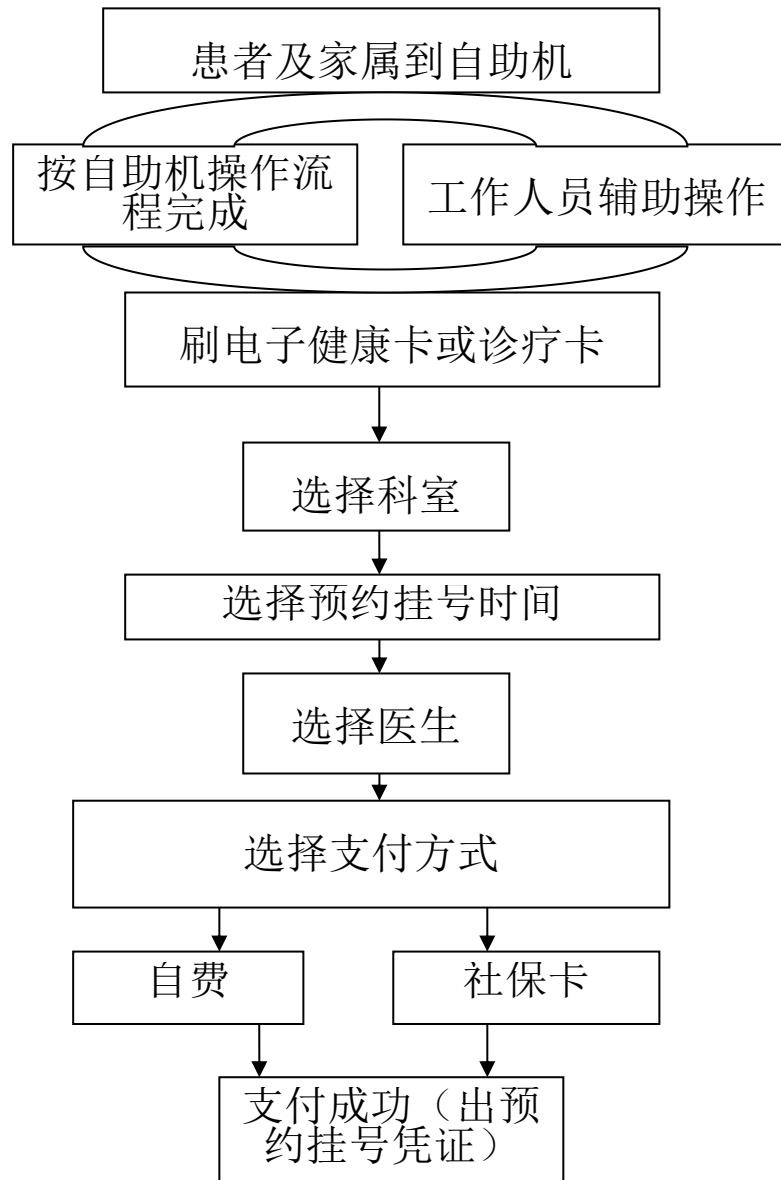 患者及家属到自助机
按自助机操作流
程完成
工作人员辅助操作
刷电子健康卡或诊疗卡
选择科室
选择预约挂号时间
选择医生
选择支付方式
自费
社保卡
支付成功（出预
约挂号凭证）